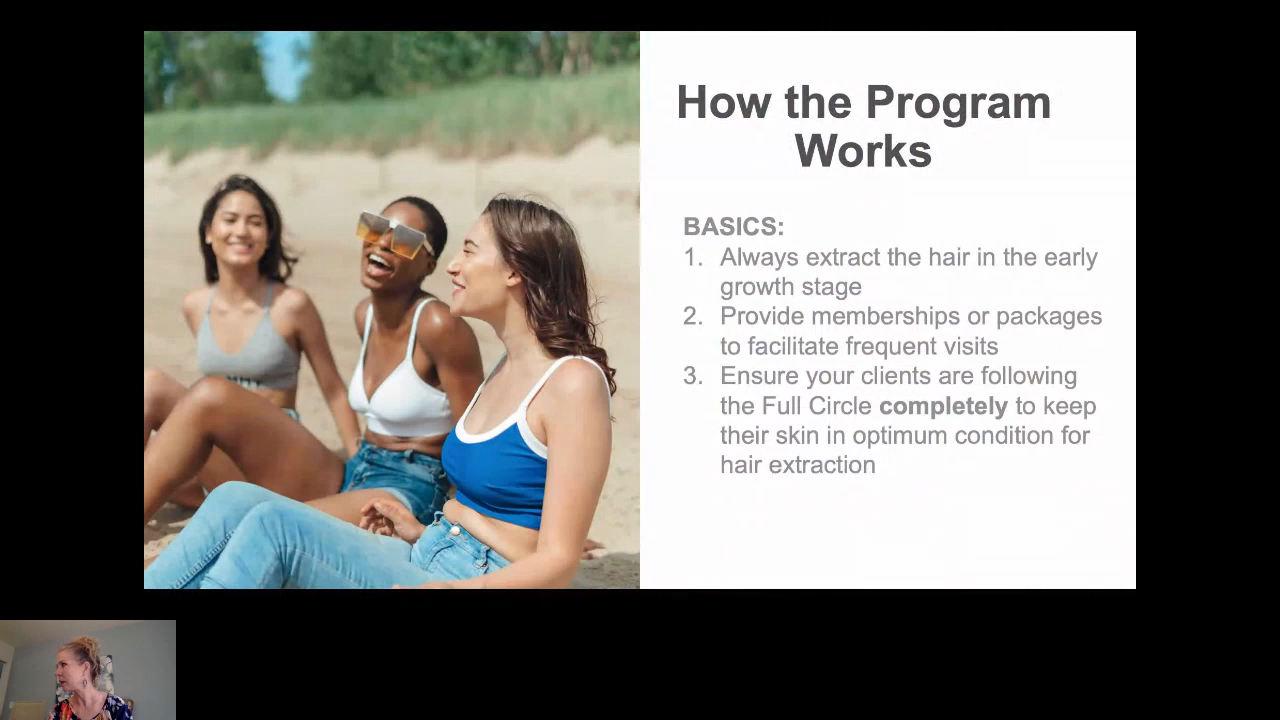 How the Program
Works
BASICS:
1. Always extract the hair in the early
growth stage
2. Provide memberships or packages
to facilitate frequent visits
3. Ensure your clients are following
the Full Circle completely to keep
their skin in optimum condition for
hair extraction